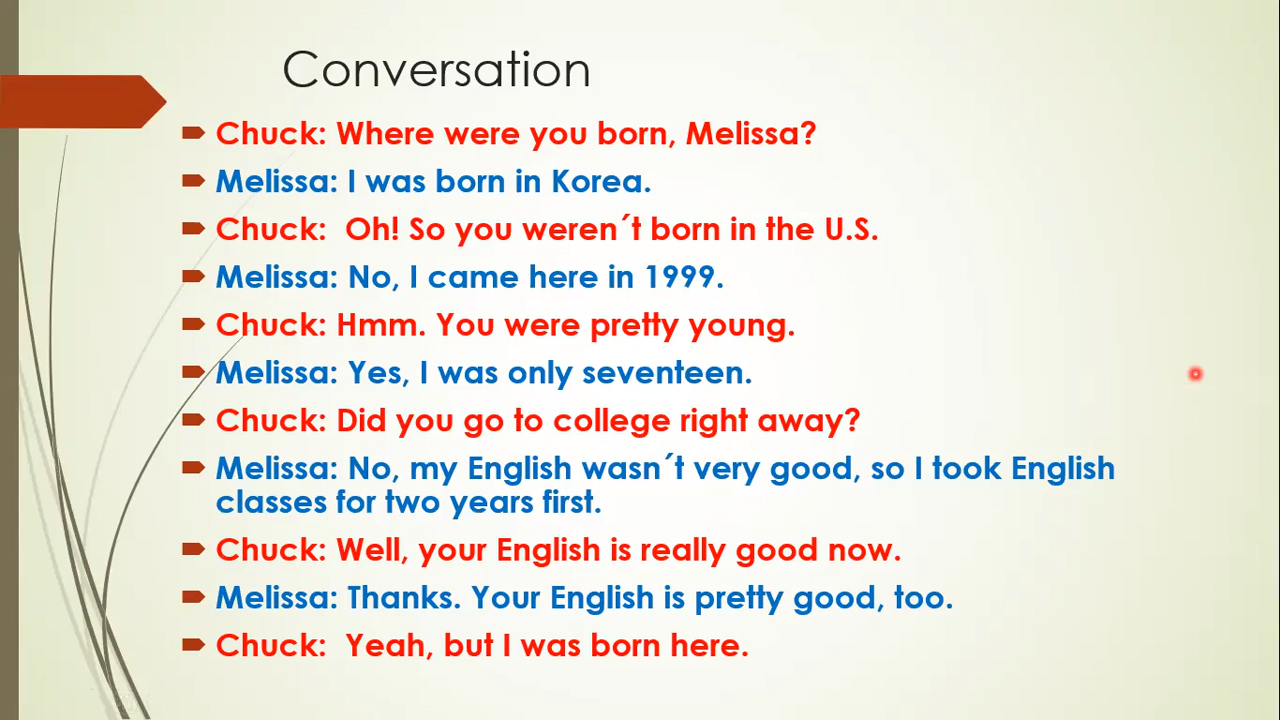 Conversation
Chuck: Where were you born, Melissa?
Melissa: I was born in Korea.
Chuck:  Oh! So you weren´t born in the U.S.
Melissa: No, I came here in 1999.
Chuck: Hmm. You were pretty young.
Melissa: Yes, I was only seventeen.
Chuck: Did you go to college right away?
Melissa: No, my English wasn´t very good, so I took English
classes for two years first.
Chuck: Well, your English is really good now.
Melissa: Thanks. Your English is pretty good, too.
Chuck:  Yeah, but I was born here.